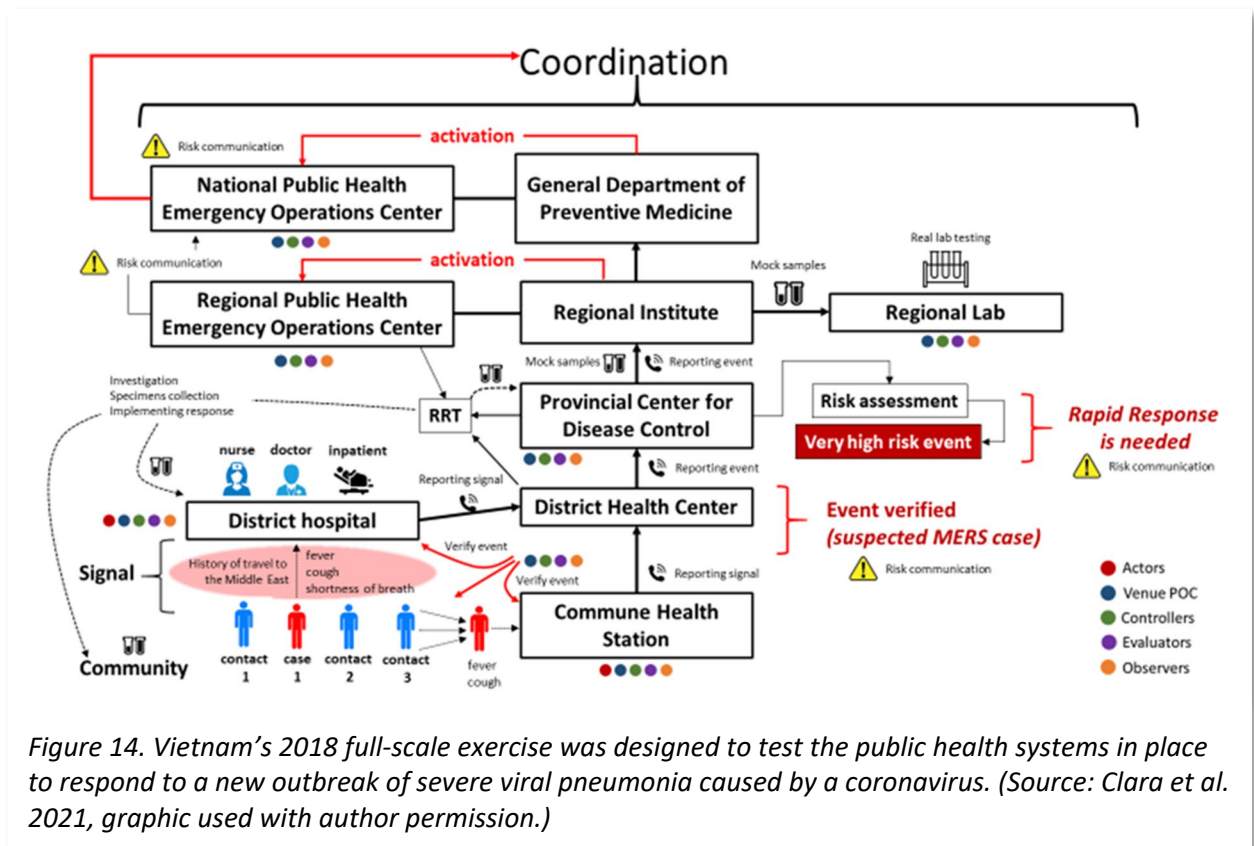 Coordination
activation
Risk communication
National Public Health
Emergency Operations Center
General Department of
Preventive Medicine
Risk communication
activation
Real lab testing
Mock samples
Regional Public Health
Emergency Operations Center
Regional Institute
Regional Lab
Mock samples
Reporting event
Investigation
Specimens collection
Implementing response
RRT
Provincial Center for
Disease Control
Risk assessment
Very high risk event
Rapid Response
is needed
Risk communication
nurse
doctor
inpatient
Reporting signal
Reporting event
District hospital
District Health Center
Event verified
(suspected MERS case)
Risk communication
Signal
History of travel to
the Middle East
fever
cough
shortness of breath
Verify event
Verify event
Reporting signal
Commune Health
Station
Community
contact
1
case
1
contact
2
contact
3
fever
cough
Actors
Venue POC
Controllers
Evaluators
Observers
Figure 14. Vietnam’s 2018 full-scale exercise was designed to test the public health systems in place
to respond to a new outbreak of severe viral pneumonia caused by a coronavirus. (Source: Clara et al.
2021, graphic used with author permission.)